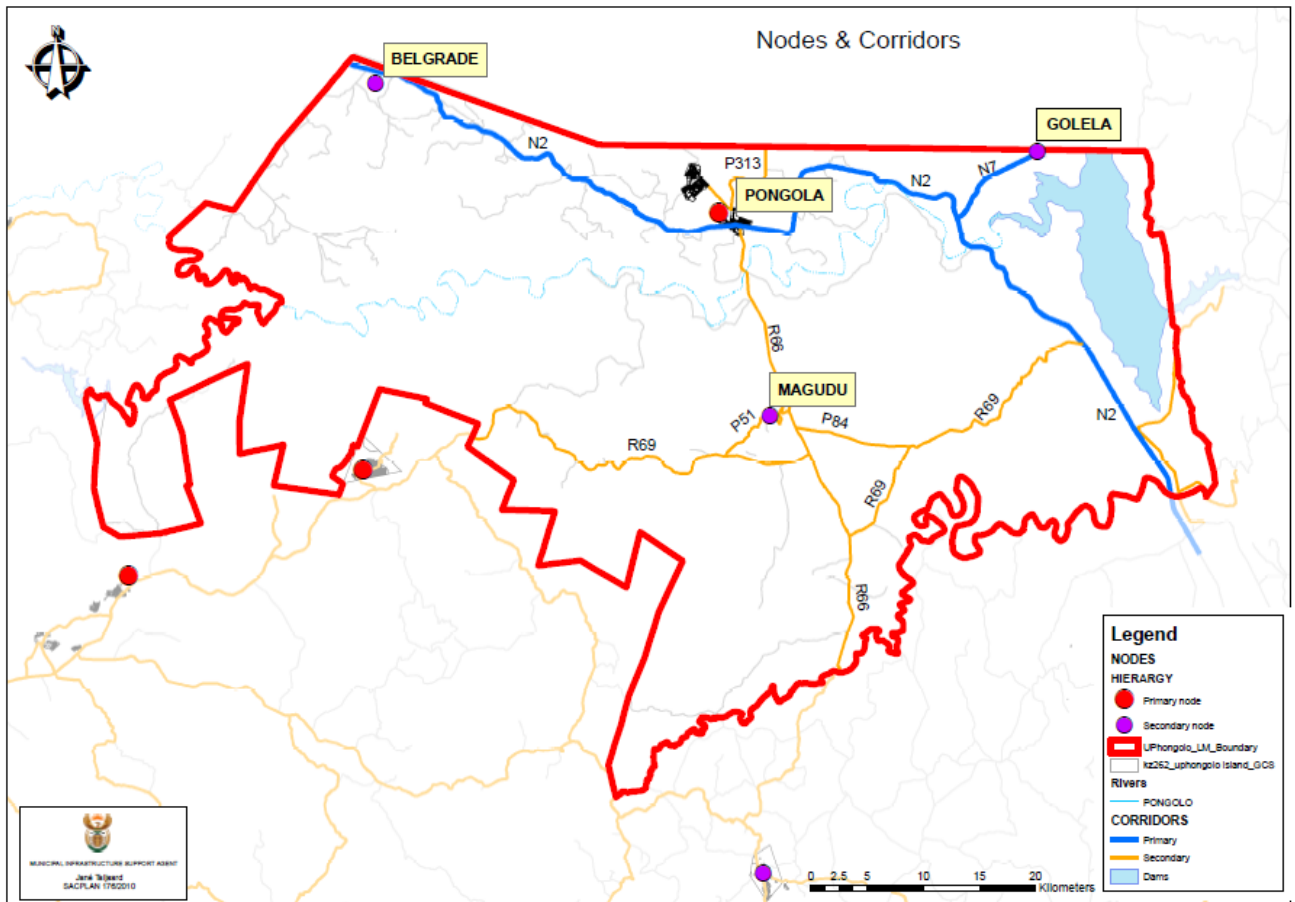 Nodes & Corridors
N
BELGRADE
GOLELA
N2
P313
N7
N2
PONGOLA
R66
MAGUDU
P51
P84
R69
N2
R69
R69
R66
Legend
NODES
HIERARGY
Primary node
Secondary node
UPhongolo_LM_Boundary
kz262_uphongolo Island_GCS
Rivers
PONGOLO
CORRIDORS
Primary
Secondary
Dams
MUNICIPAL INFRASTRUCTURE SUPPORT AGENT
Jané Taljaard
SACPLAN 176/2010
0 2.5 5 10 15 20
Kilometers